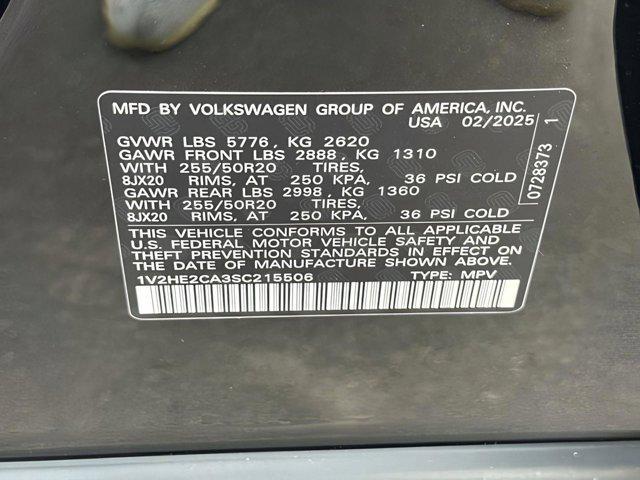 MFD BY VOLKSWAGEN GROUP OF AMERICA, INC.
USA 02/2025
GVWR LBS 5776 , KG 2620
GAWR FRONT LBS 2888 , KG 1310
WITH 255/50R20 TIRES,
8JX20 RIMS, AT 250 KPA, 36 PSI COLD
GAWR REAR LBS 2998 , KG 1360
WITH 255/50R20 TIRES,
8JX20 RIMS, AT 250 KPA, 36 PSI COLD
THIS VEHICLE CONFORMS TO ALL APPLICABLE
U.S. FEDERAL MOTOR VEHICLE SAFETY AND
THEFT PREVENTION STANDARDS IN EFFECT ON
THE DATE OF MANUFACTURE SHOWN ABOVE.
1V2HE2CA3SC215506 TYPE: MPV
0728373 1